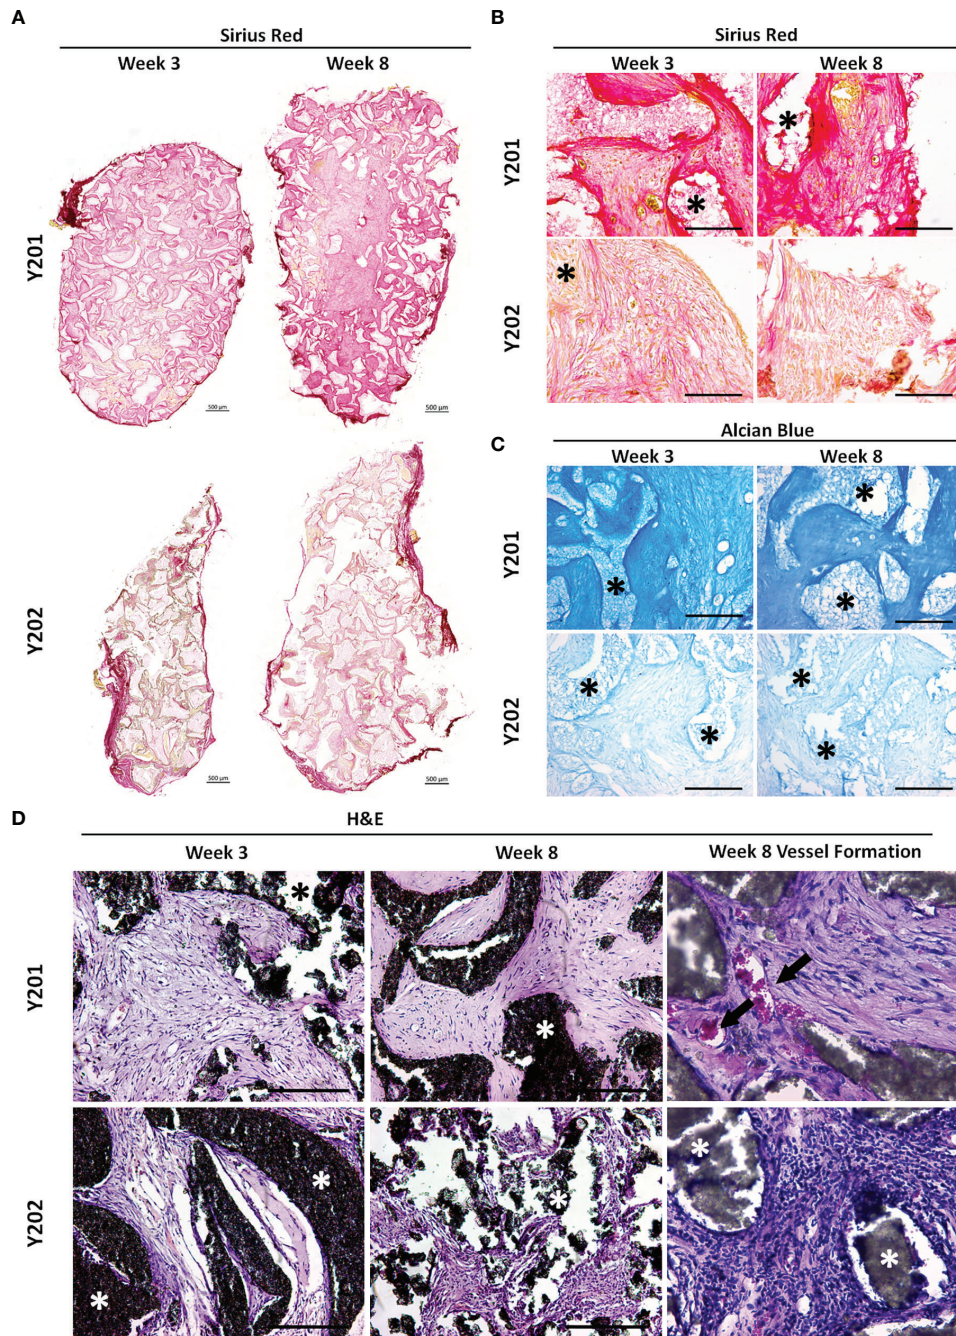 A
Sirius Red
Week 3
Week 8
Y201
500 µm
500 µm
Y202
500 µm
500 µm
B
Sirius Red
Week 3
Week 8
*
*
Y201
*
Y202
C
Alcian Blue
Week 3
Week 8
*
*
*
Y201
*
*
*
*
Y202
D
H&E
Week 3
Week 8
Week 8 Vessel Formation
*
*
Y201
*
*
*
*
*
Y202